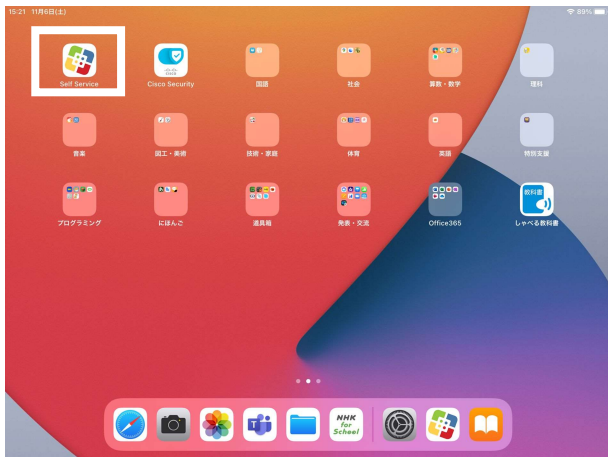 15:21 11月6日(土)
89%
Self Service
Cisco Security
国語
社会
算数・数学
理科
音楽
図工・美術
技術・家庭
体育
英語
特別支援
プログラミング
にほんご
道具箱
発表・交流
Office365
教科書
しゃべる教科書
NHK
for
School